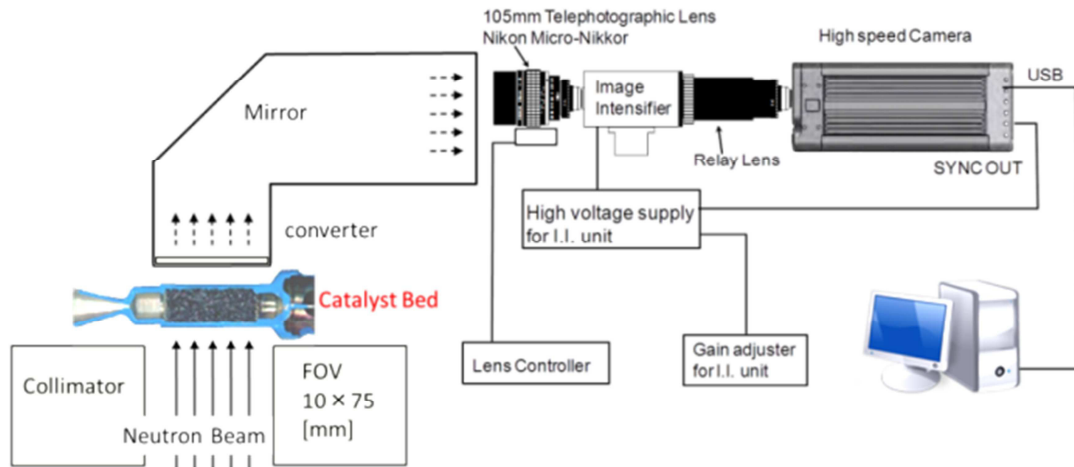 105mm Telephotographic Lens
Nikon Micro-Nikkor
High speed Camera
USB
Image
Intensifier
Mirror
Relay Lens
SYNC OUT
High voltage supply
for I.I. unit
converter
Catalyst Bed
Lens Controller
Gain adjuster
for I.I. unit
Collimator
FOV
10 × 75
[mm]
Neutron Beam